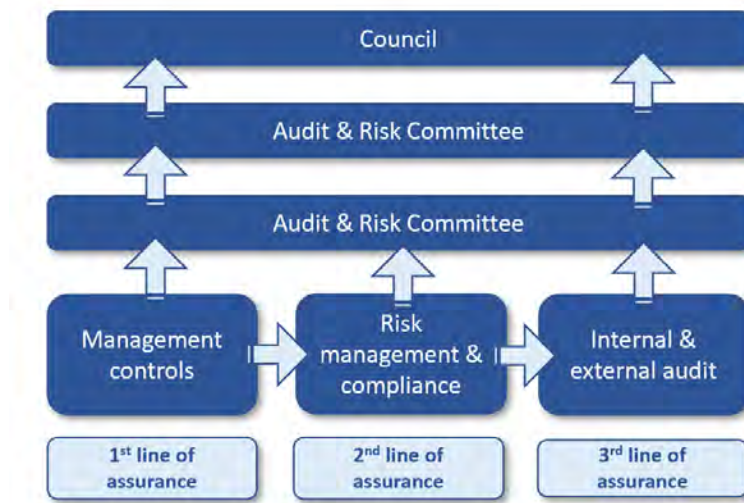 Council
Audit & Risk Committee
Audit & Risk Committee
Management
controls
Risk
management &
compliance
Internal &
external audit
1st line of
assurance
2nd line of
assurance
3rd line of
assurance